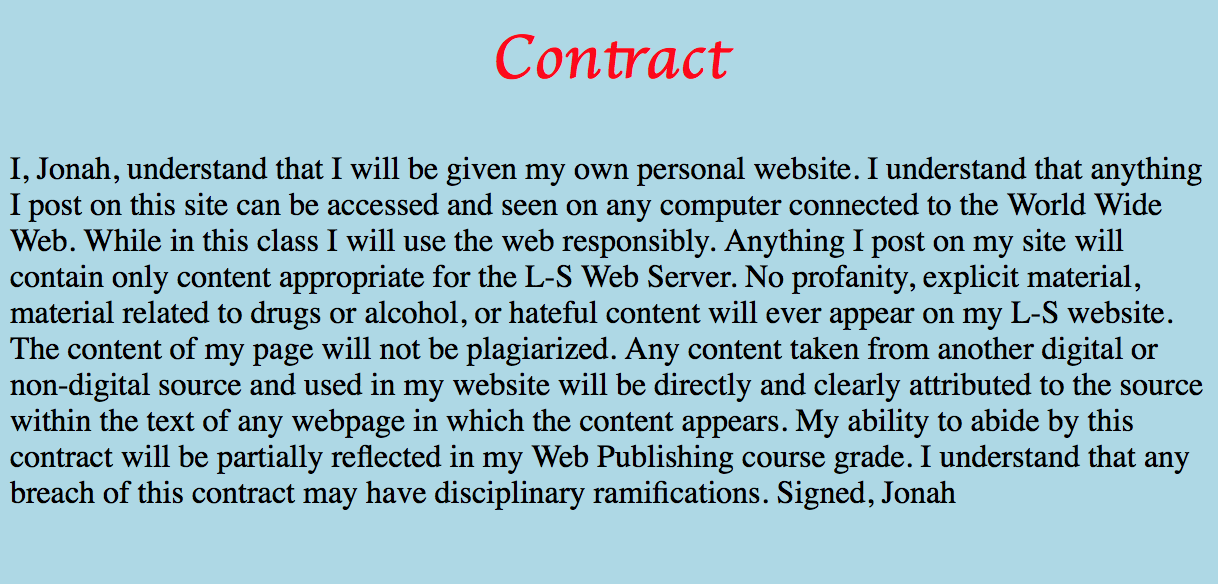 Contract
I, Jonah, understand that I will be given my own personal website. I understand that anything
I post on this site can be accessed and seen on any computer connected to the World Wide
Web. While in this class I will use the web responsibly. Anything I post on my site will
contain only content appropriate for the L-S Web Server. No profanity, explicit material,
material related to drugs or alcohol, or hateful content will ever appear on my L-S website.
The content of my page will not be plagiarized. Any content taken from another digital or
non-digital source and used in my website will be directly and clearly attributed to the source
within the text of any webpage in which the content appears. My ability to abide by this
contract will be partially reflected in my Web Publishing course grade. I understand that any
breach of this contract may have disciplinary ramifications. Signed, Jonah